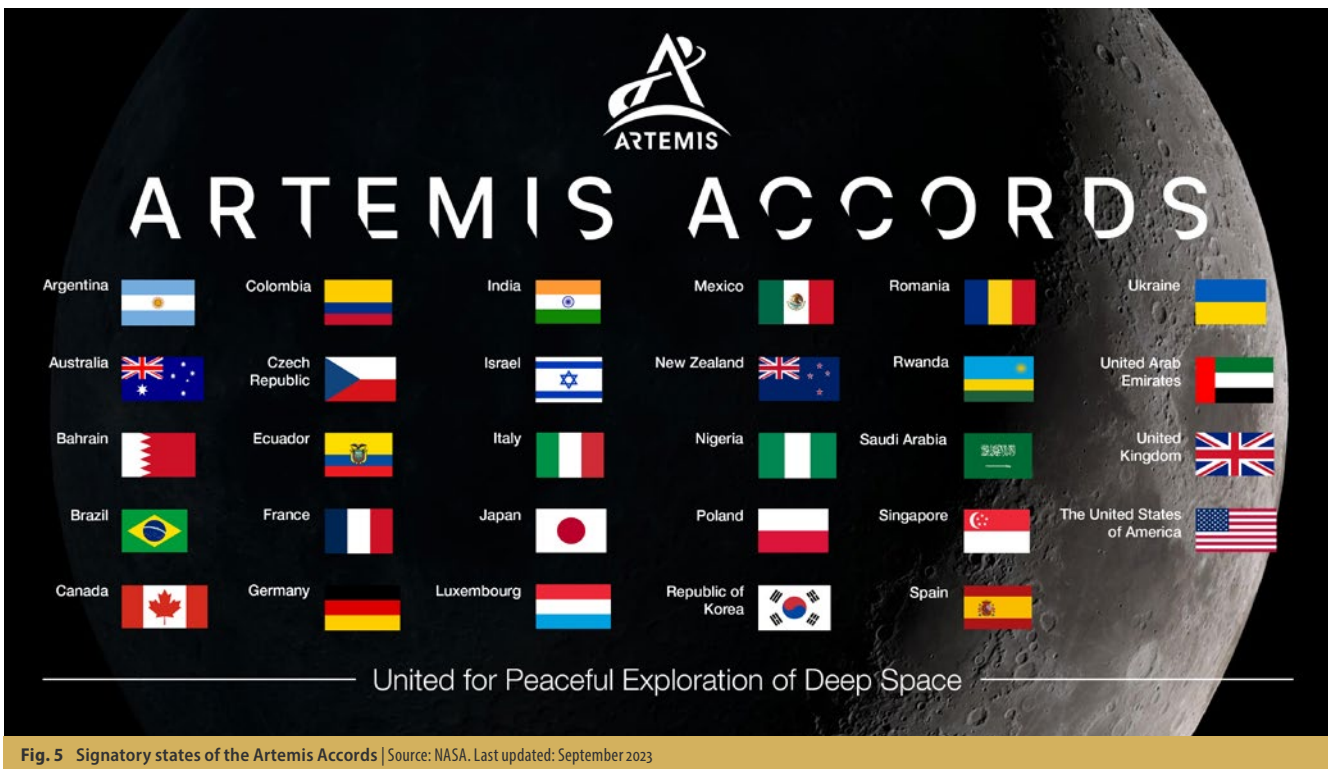 ARTEMIS
ARTEMIS ACCORDS
Argentina
Australia
Bahrain
Brazil
Canada
Colombia
Czech
Republic
Ecuador
France
Germany
India
Israel
Italy
Japan
Luxembourg
Mexico
New Zealand
Nigeria
Poland
Republic of
Korea
Romania
Rwanda
Saudi Arabia
Singapore
Spain
Ukraine
United Arab
Emirates
United
Kingdom
The United States
of America
United for Peaceful Exploration of Deep Space
Fig. 5 Signatory states of the Artemis Accords | Source: NASA. Last updated: September 2023